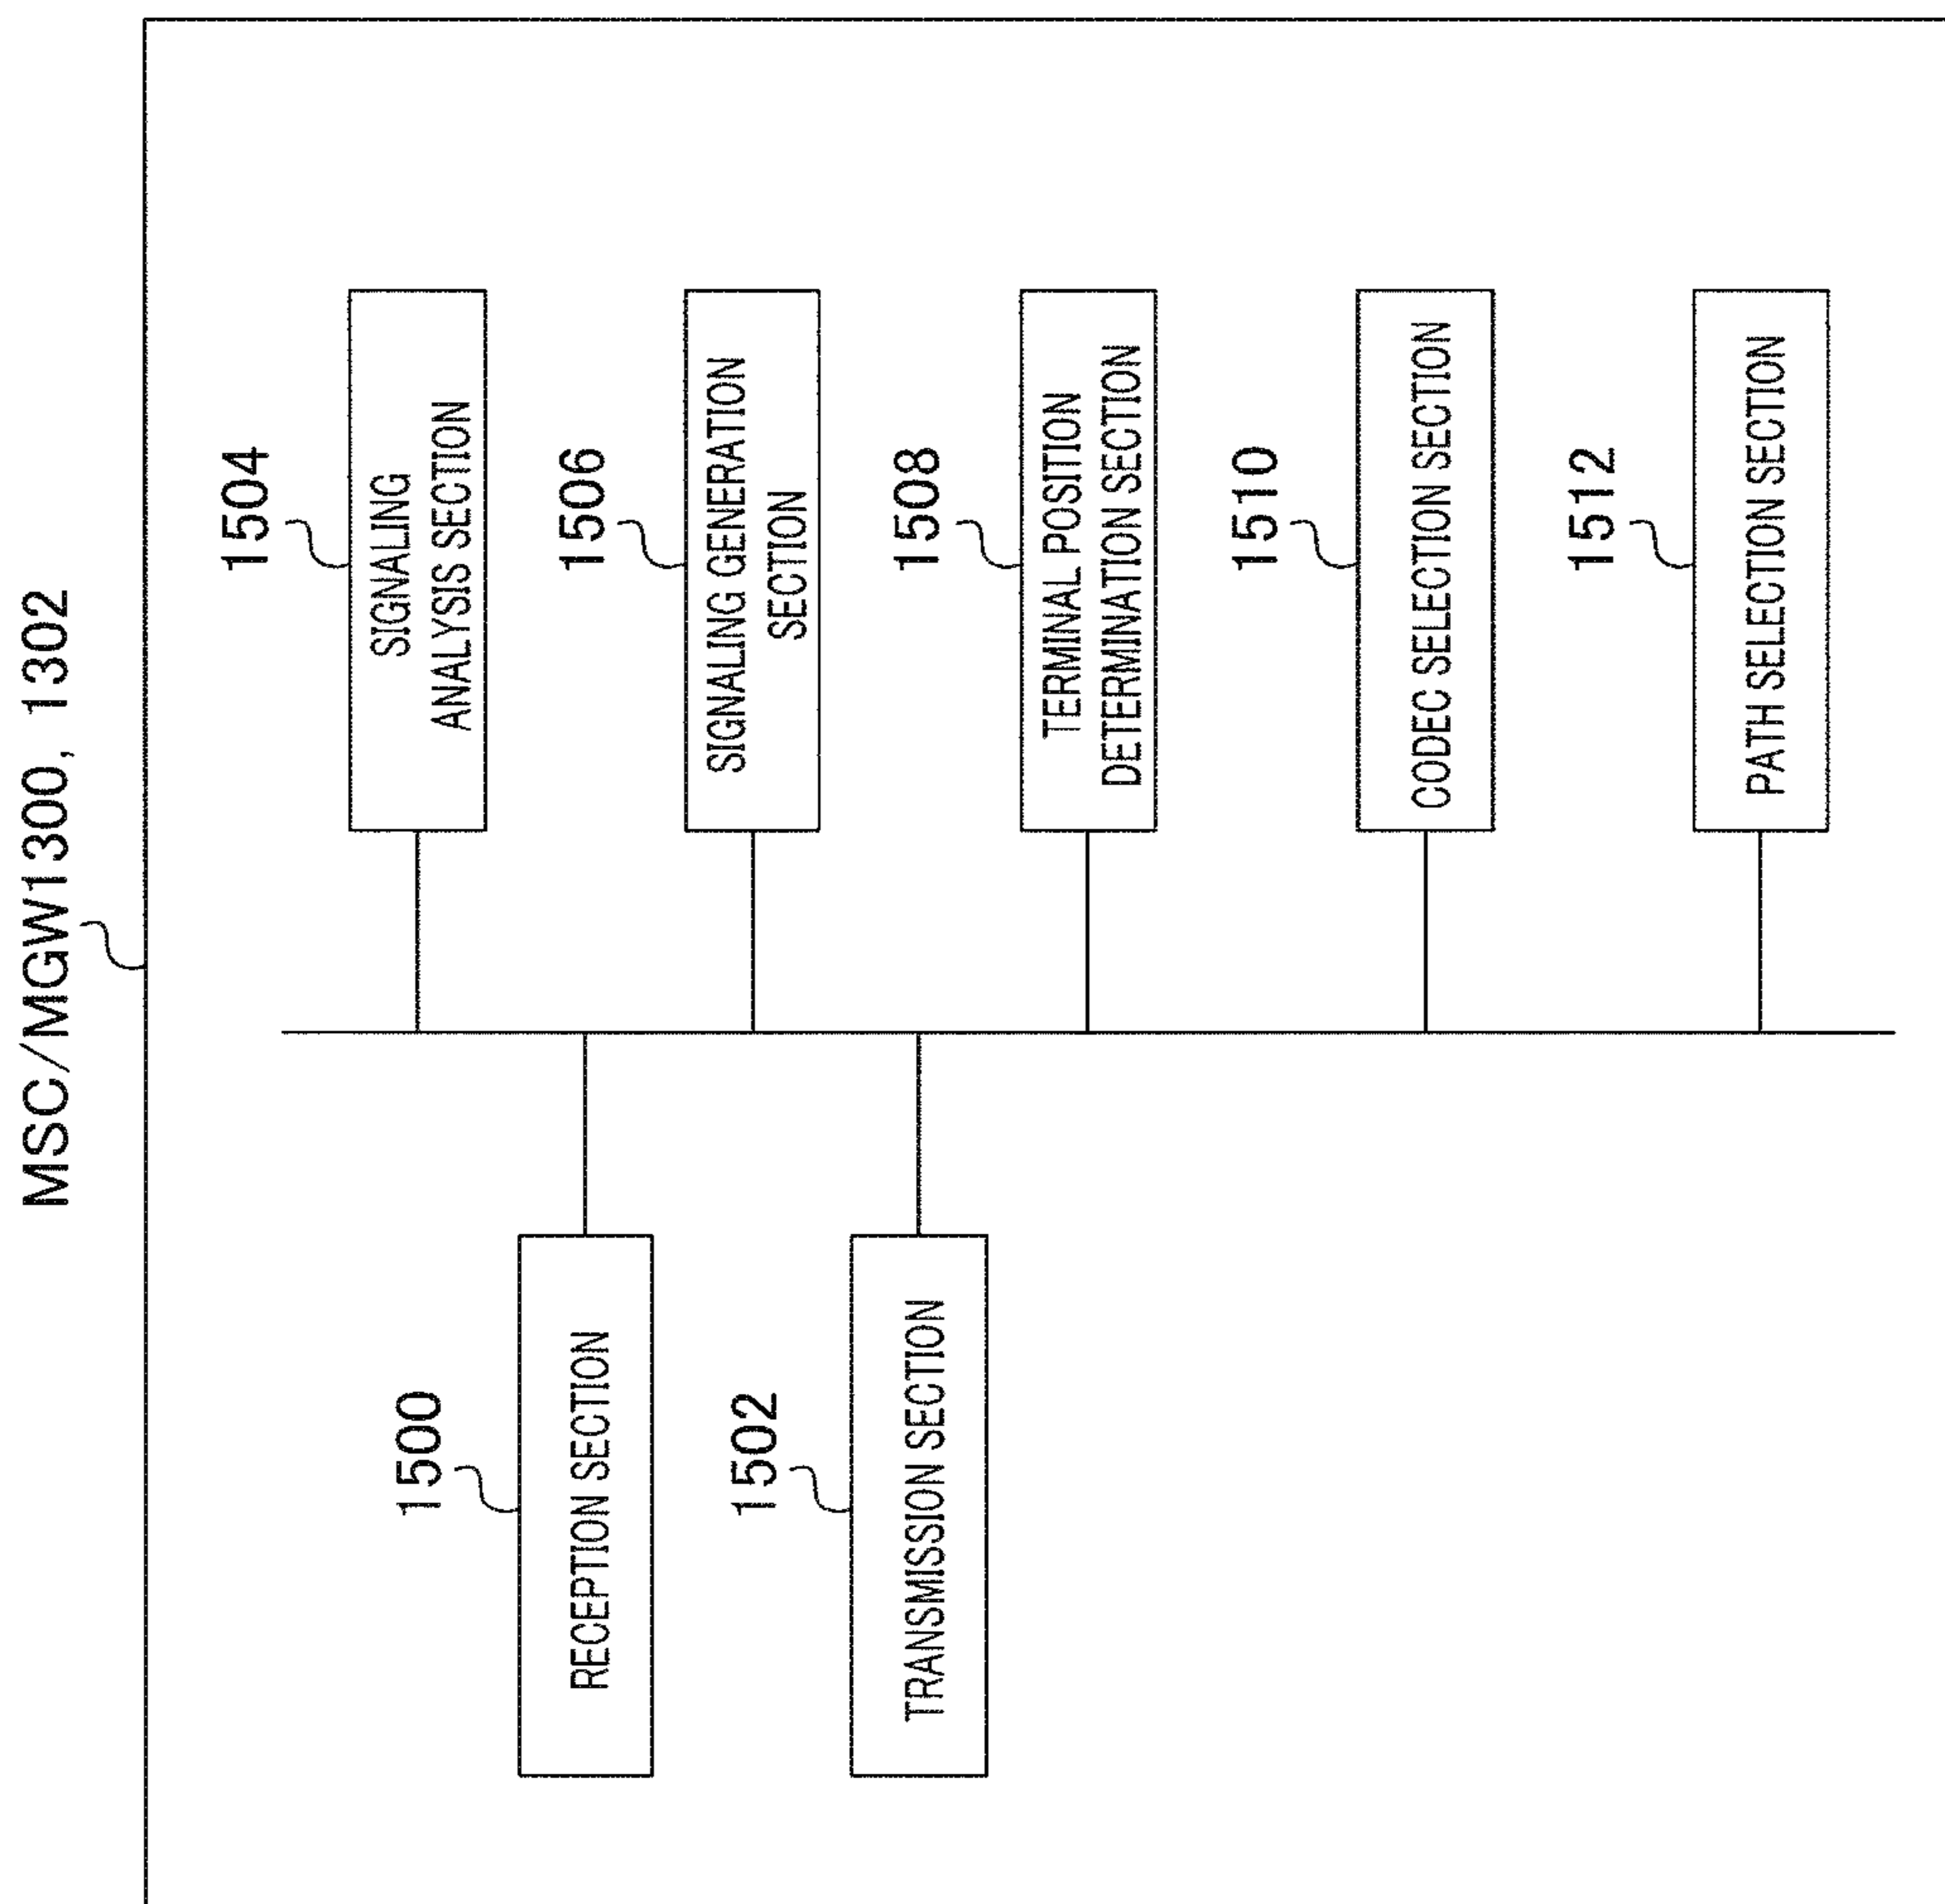 MSC/MGW1300, 1302
1500
RECEPTION SECTION
1502
TRANSMISSION SECTION
1504
SIGNALING
ANALYSIS SECTION
1506
SIGNALING GENERATION
SECTION
1508
TERMINAL POSITION
DETERMINATION SECTION
1510
CODEC SELECTION SECTION
1512
PATH SELECTION SECTION